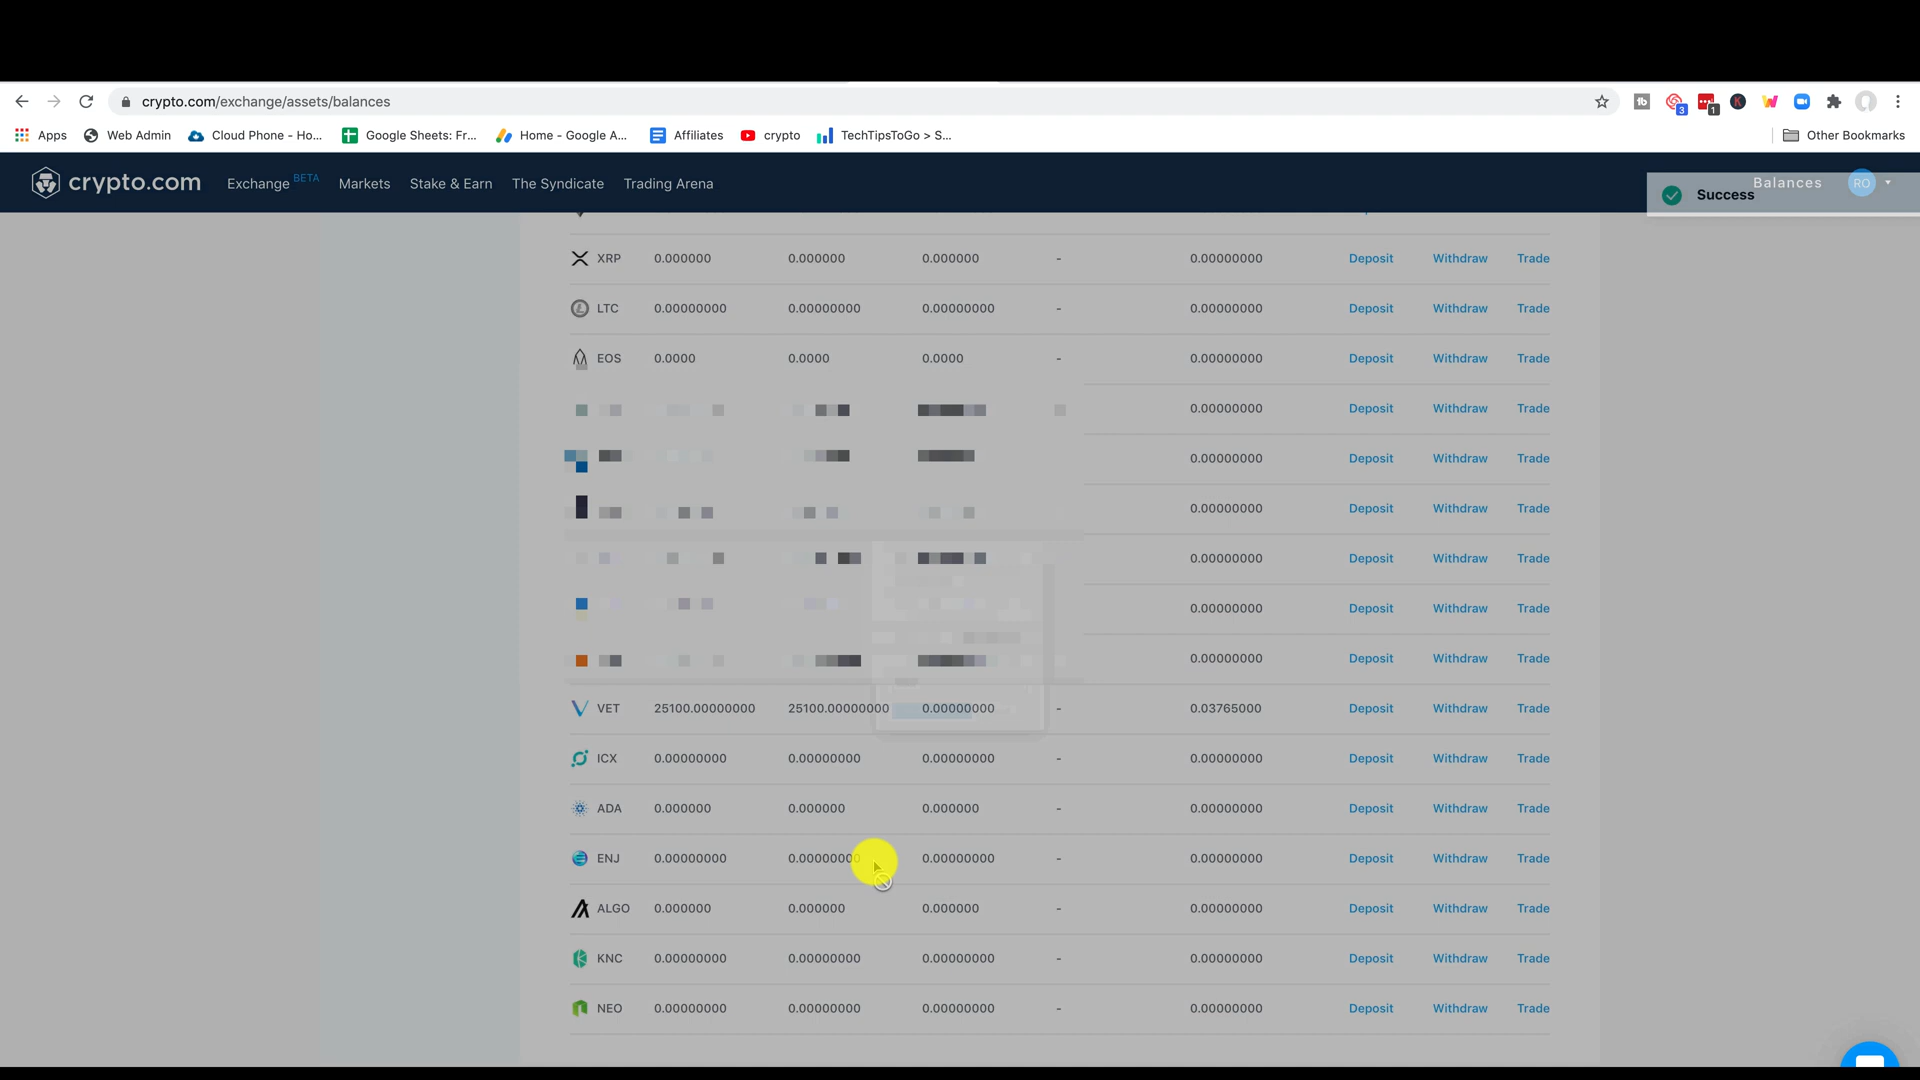 crypto.com/exchange/assets/balances
3 1
Apps Web Admin Cloud Phone - Ho... Google Sheets: Fr... Home - Google A... Affiliates crypto TechTipsToGo > S... Other Bookmarks
crypto.com Exchange BETA Markets Stake & Earn The Syndicate Trading Arena Balances RO
Success
XRP 0.000000 0.000000 0.000000 - 0.00000000 Deposit Withdraw Trade
LTC 0.00000000 0.00000000 0.00000000 - 0.00000000 Deposit Withdraw Trade
EOS 0.0000 0.0000 0.0000 - 0.00000000 Deposit Withdraw Trade
0.00000000 Deposit Withdraw Trade
0.00000000 Deposit Withdraw Trade
0.00000000 Deposit Withdraw Trade
0.00000000 Deposit Withdraw Trade
0.00000000 Deposit Withdraw Trade
0.00000000 Deposit Withdraw Trade
VET 25100.00000000 25100.00000000 0.00000000 - 0.03765000 Deposit Withdraw Trade
ICX 0.00000000 0.00000000 0.00000000 - 0.00000000 Deposit Withdraw Trade
ADA 0.000000 0.000000 0.000000 - 0.00000000 Deposit Withdraw Trade
ENJ 0.00000000 0.00000000 0.00000000 - 0.00000000 Deposit Withdraw Trade
ALGO 0.000000 0.000000 0.000000 - 0.00000000 Deposit Withdraw Trade
KNC 0.00000000 0.00000000 0.00000000 - 0.00000000 Deposit Withdraw Trade
NEO 0.00000000 0.00000000 0.00000000 - 0.00000000 Deposit Withdraw Trade